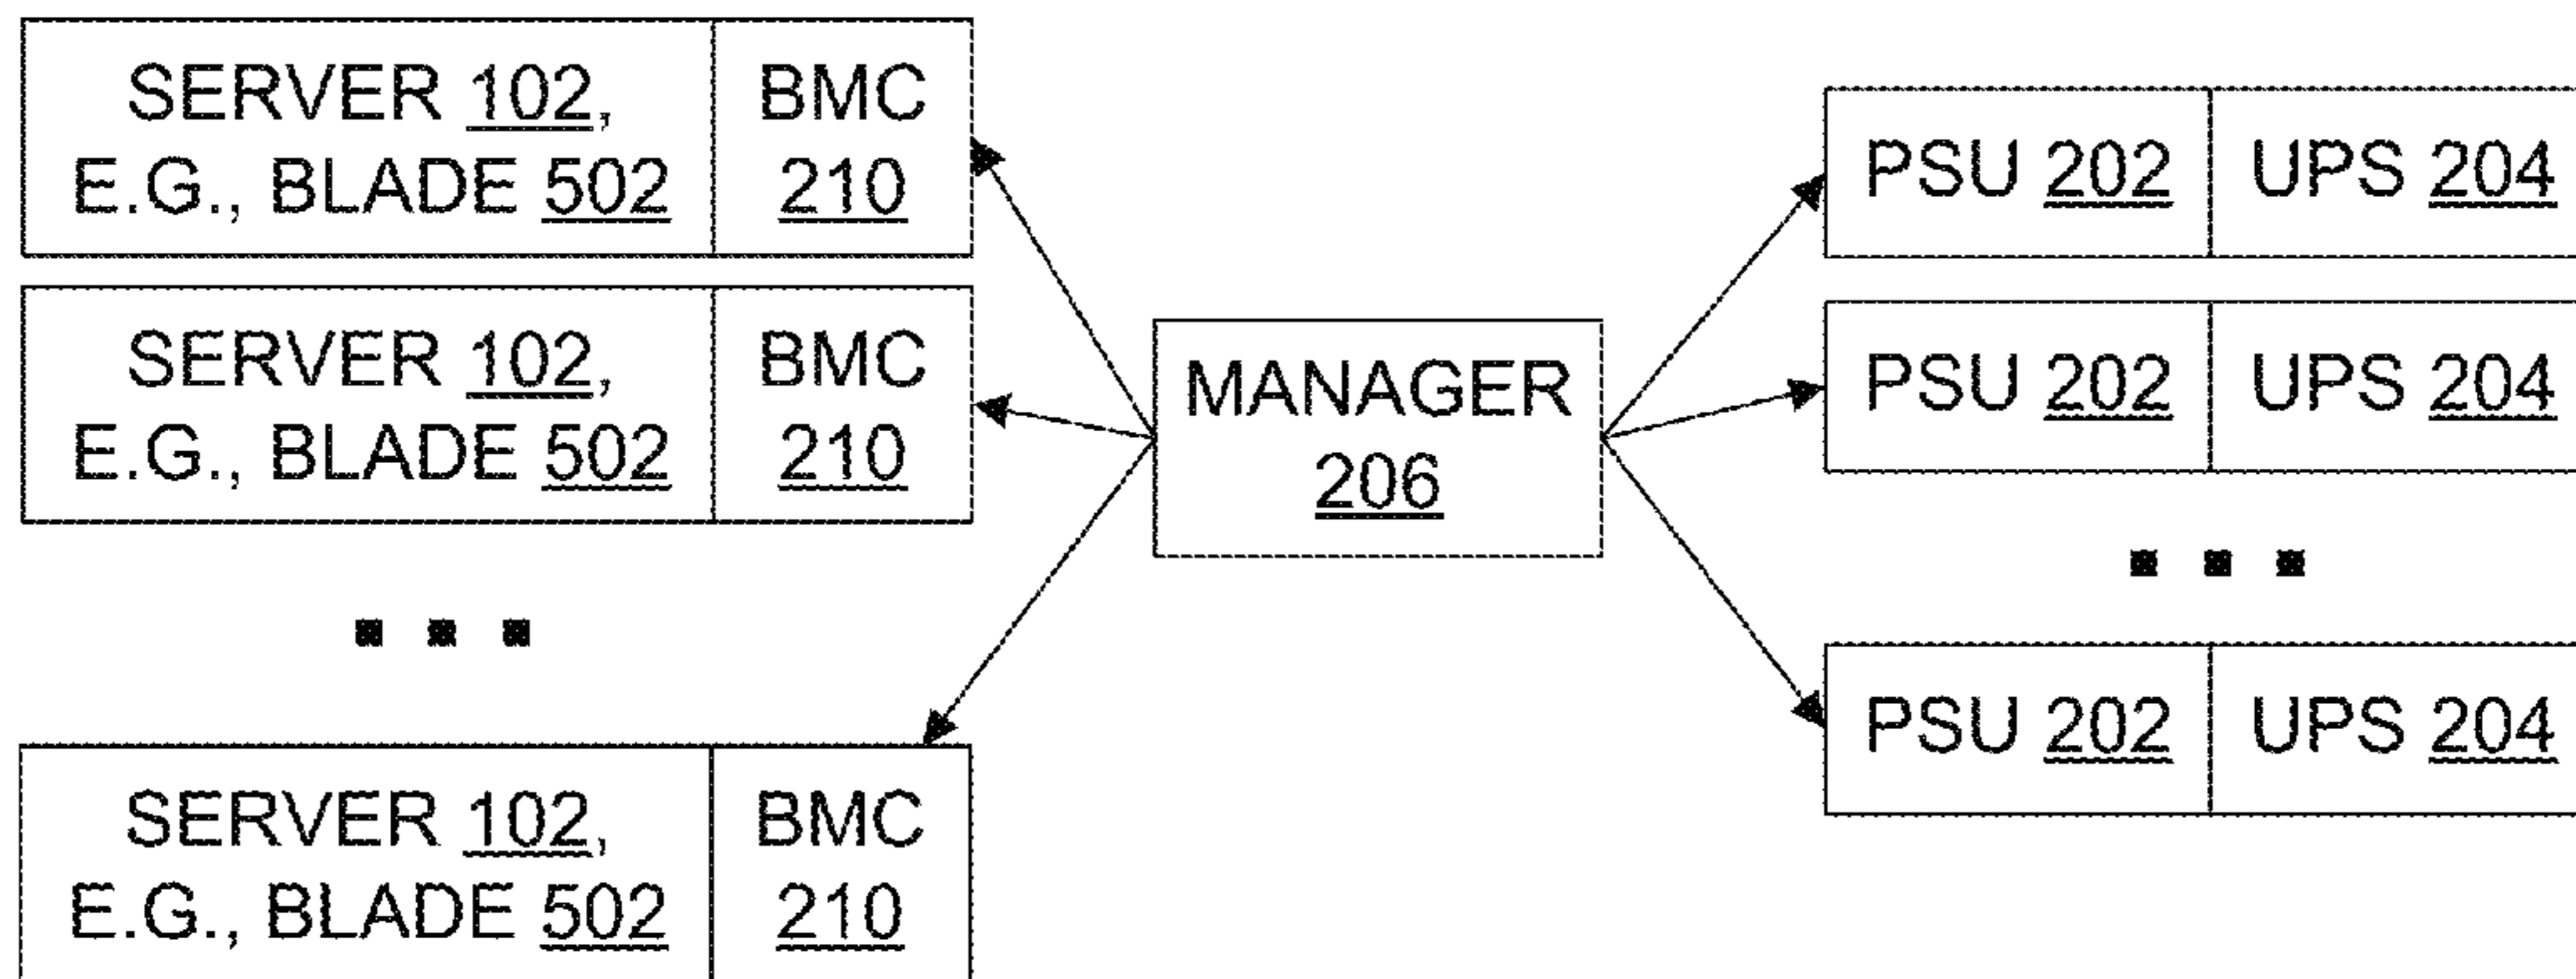 SERVER 102,
E.G., BLADE 502
BMC
210
SERVER 102,
E.G., BLADE 502
BMC
210
SERVER 102,
E.G., BLADE 502
BMC
210
MANAGER
206
PSU 202
UPS 204
PSU 202
UPS 204
PSU 202
UPS 204